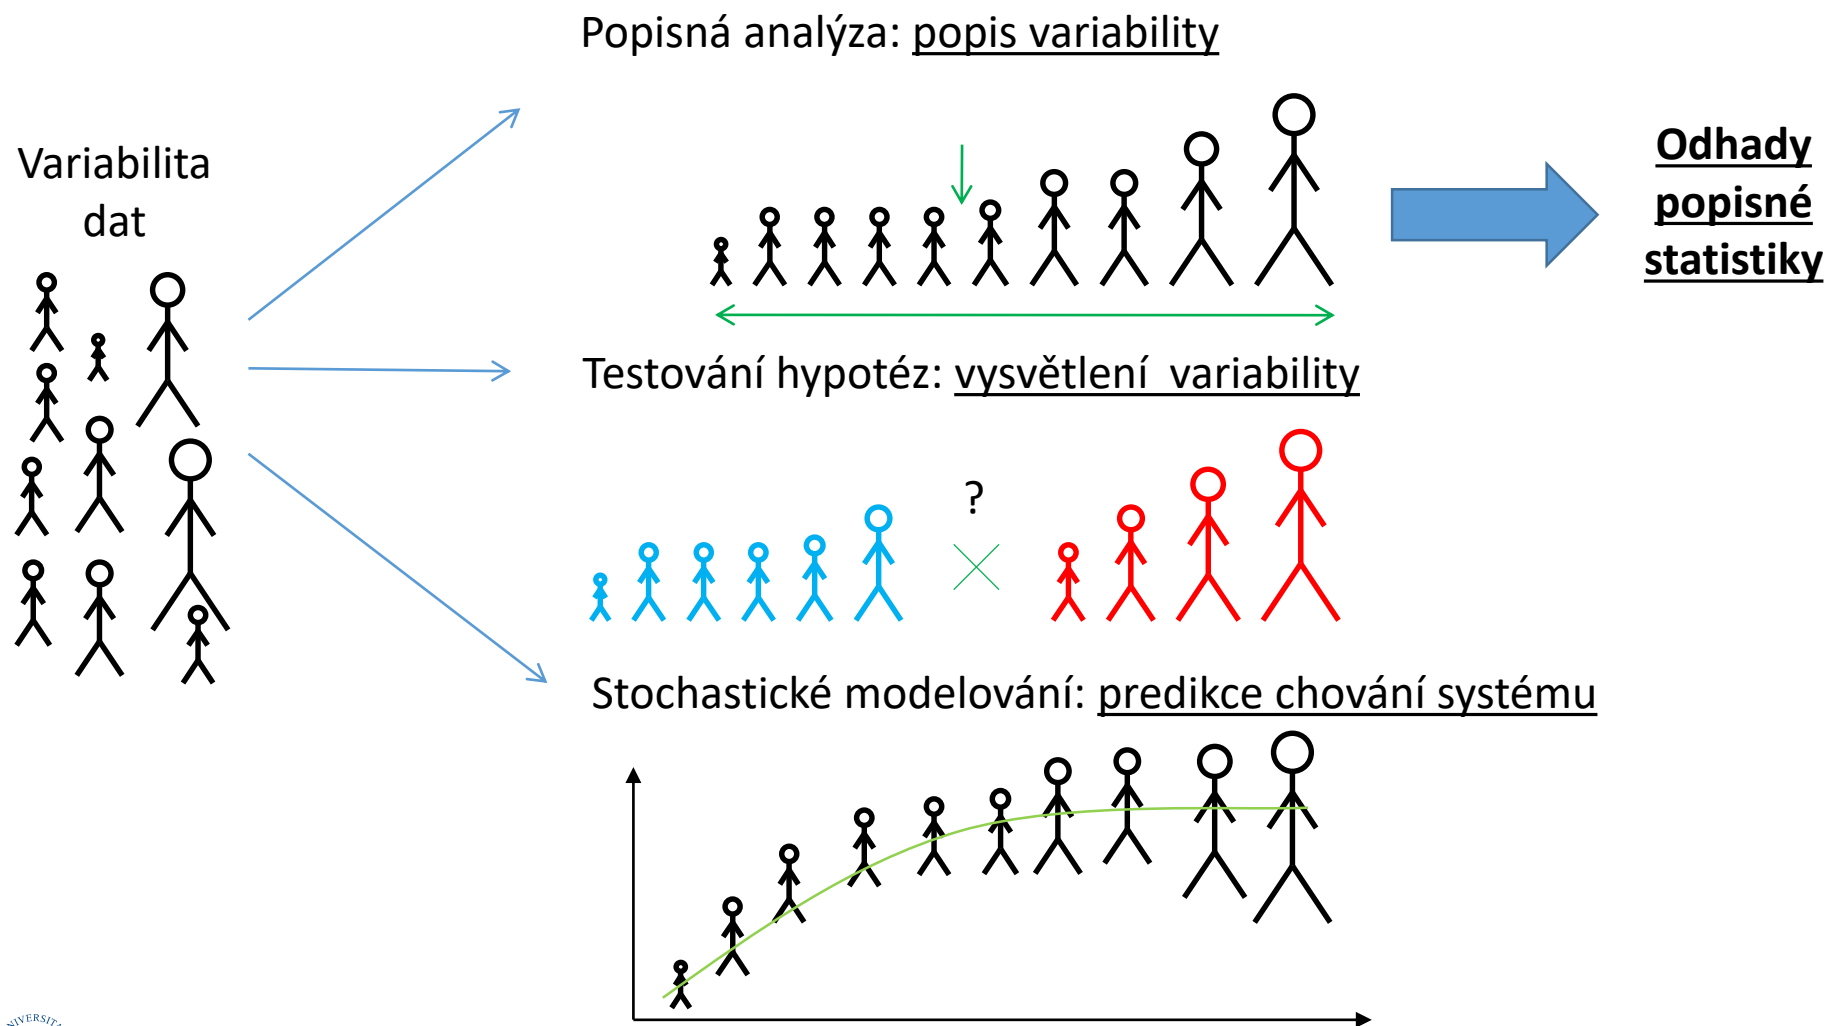 Popisná analýza: popis variability
Variabilita
dat
Odhady
popisné
statistiky
Testování hypotéz: vysvětlení  variability
?
Stochastické modelování: predikce chování systému